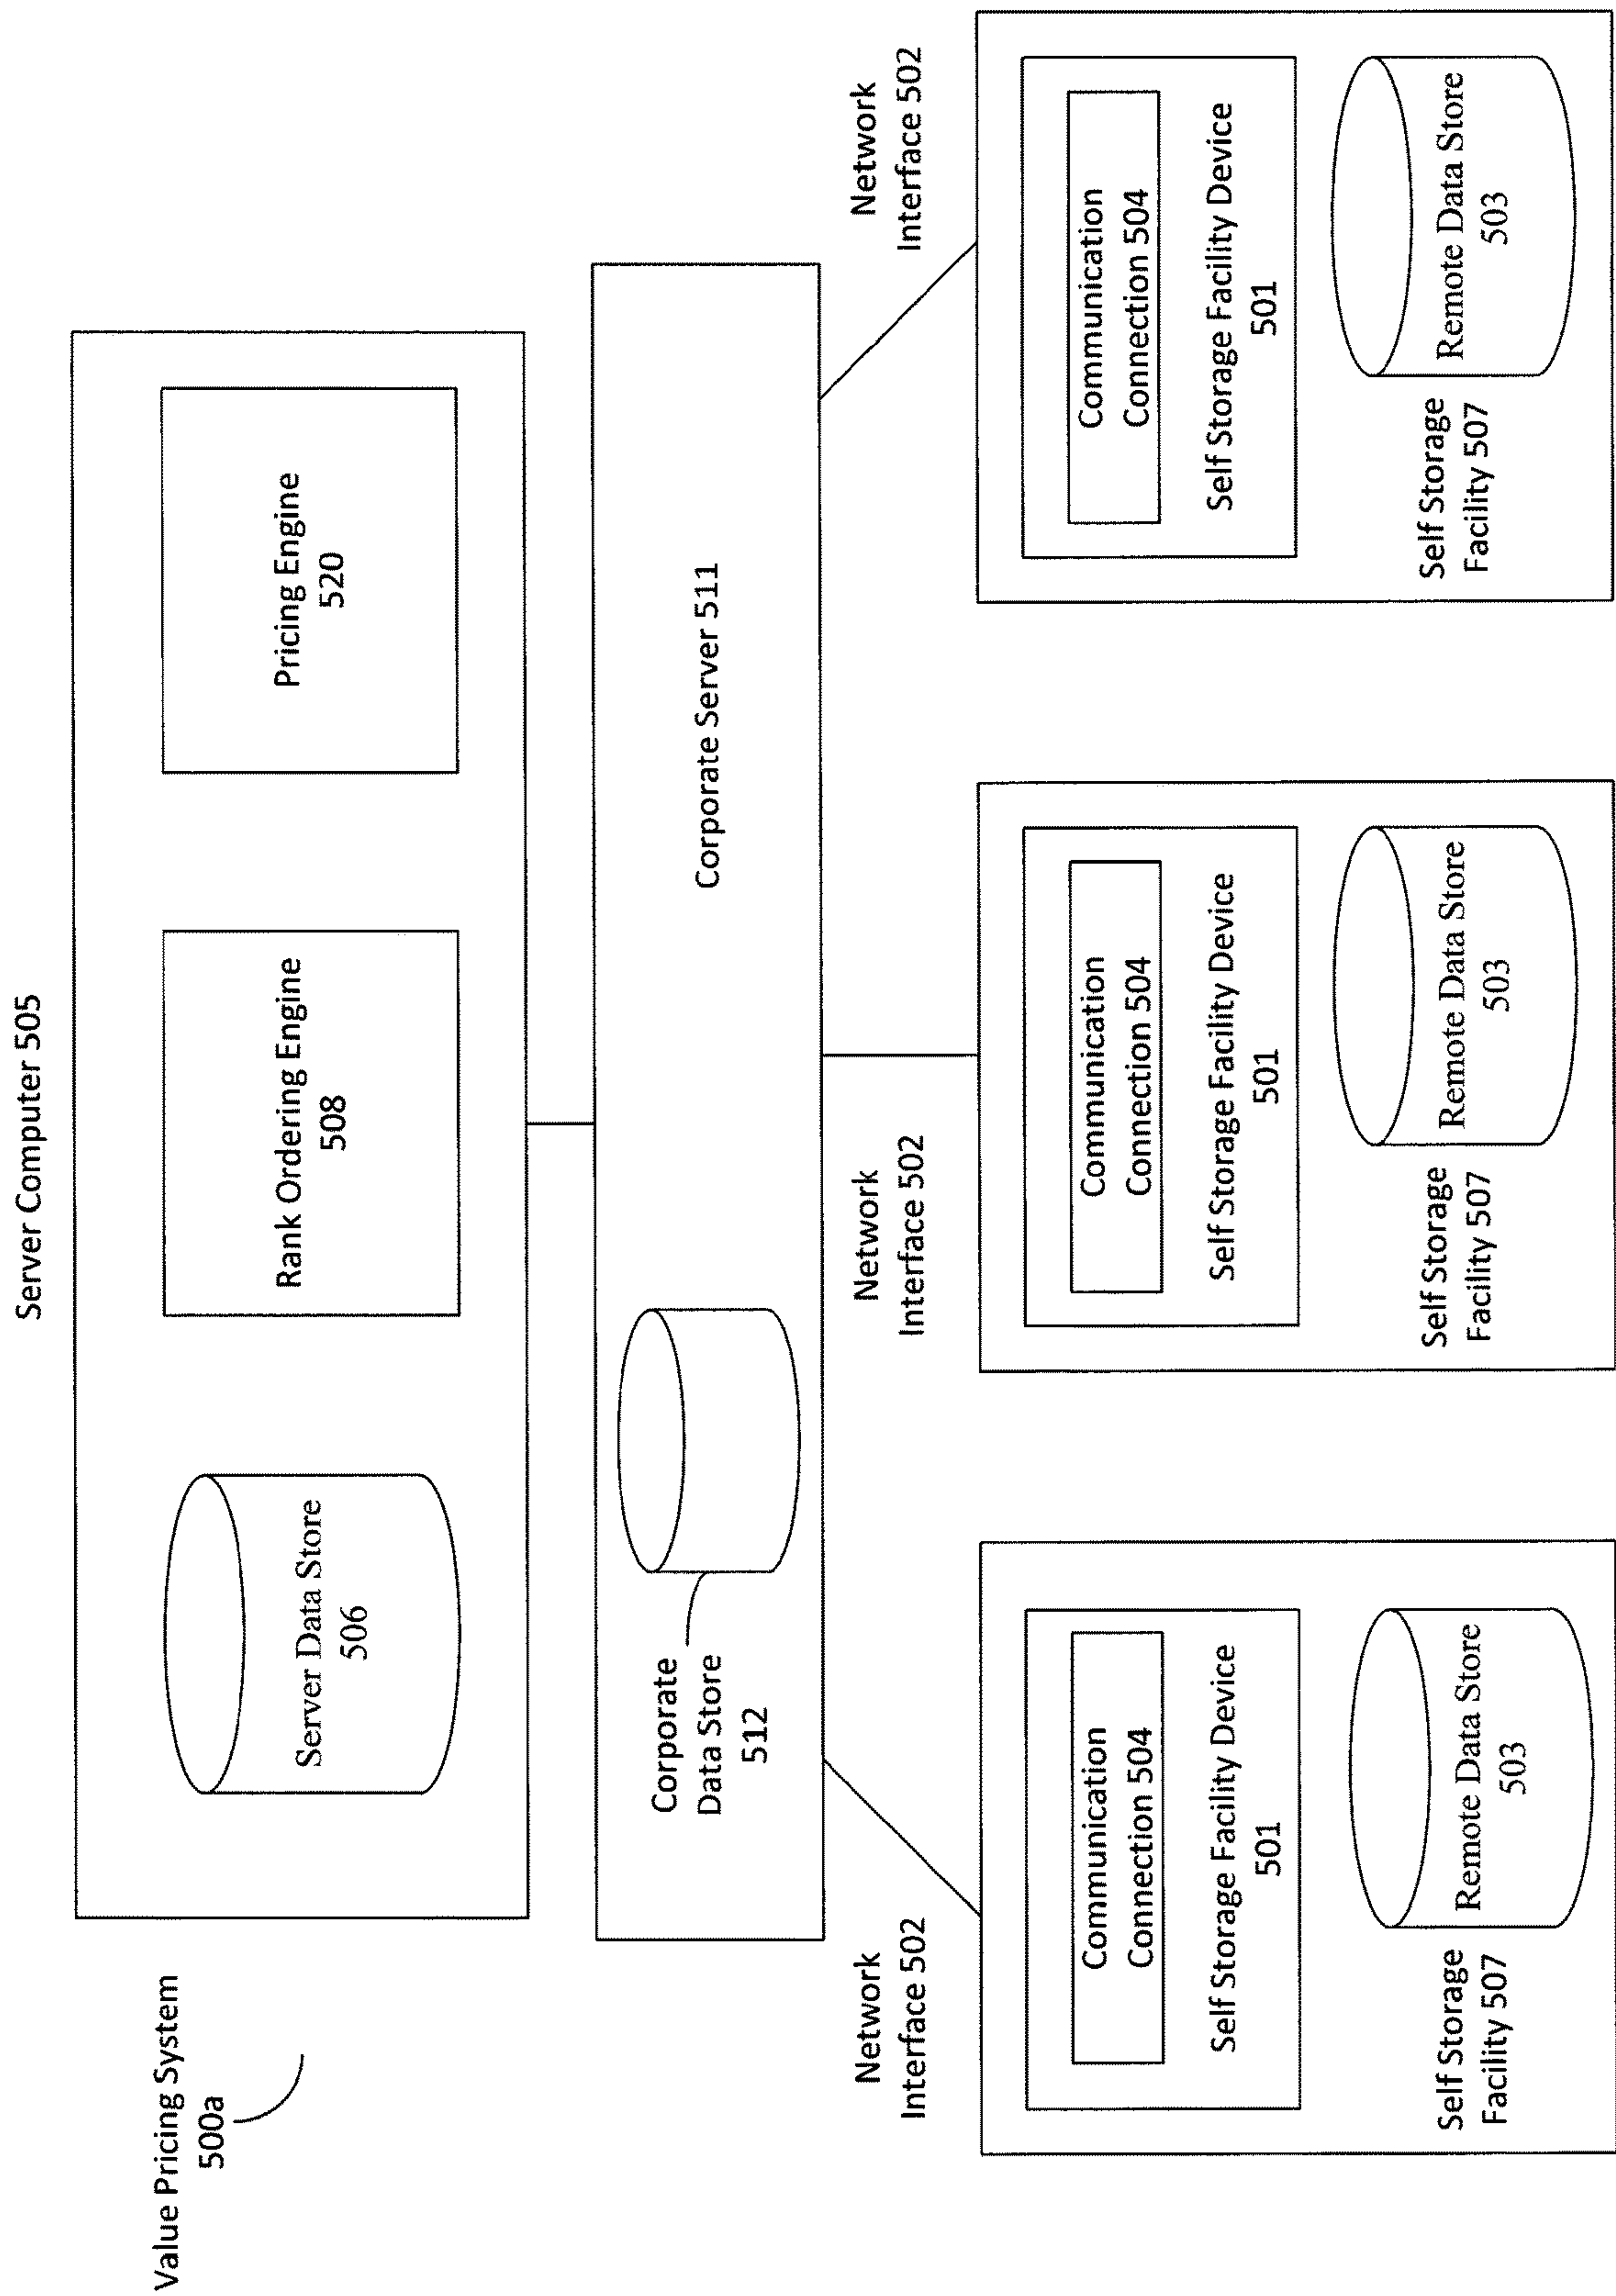 Server Computer 505
Value Pricing System
500a
Server Data Store
506
Rank Ordering Engine
508
Pricing Engine
520
Corporate
Data Store
512
Corporate Server 511
Network
Interface 502
Network
Interface 502
Network
Interface 502
Communication
Connection 504
Self Storage Facility Device
501
Remote Data Store
503
Self Storage
Facility 507
Communication
Connection 504
Self Storage Facility Device
501
Remote Data Store
503
Self Storage
Facility 507
Communication
Connection 504
Self Storage Facility Device
501
Remote Data Store
503
Self Storage
Facility 507